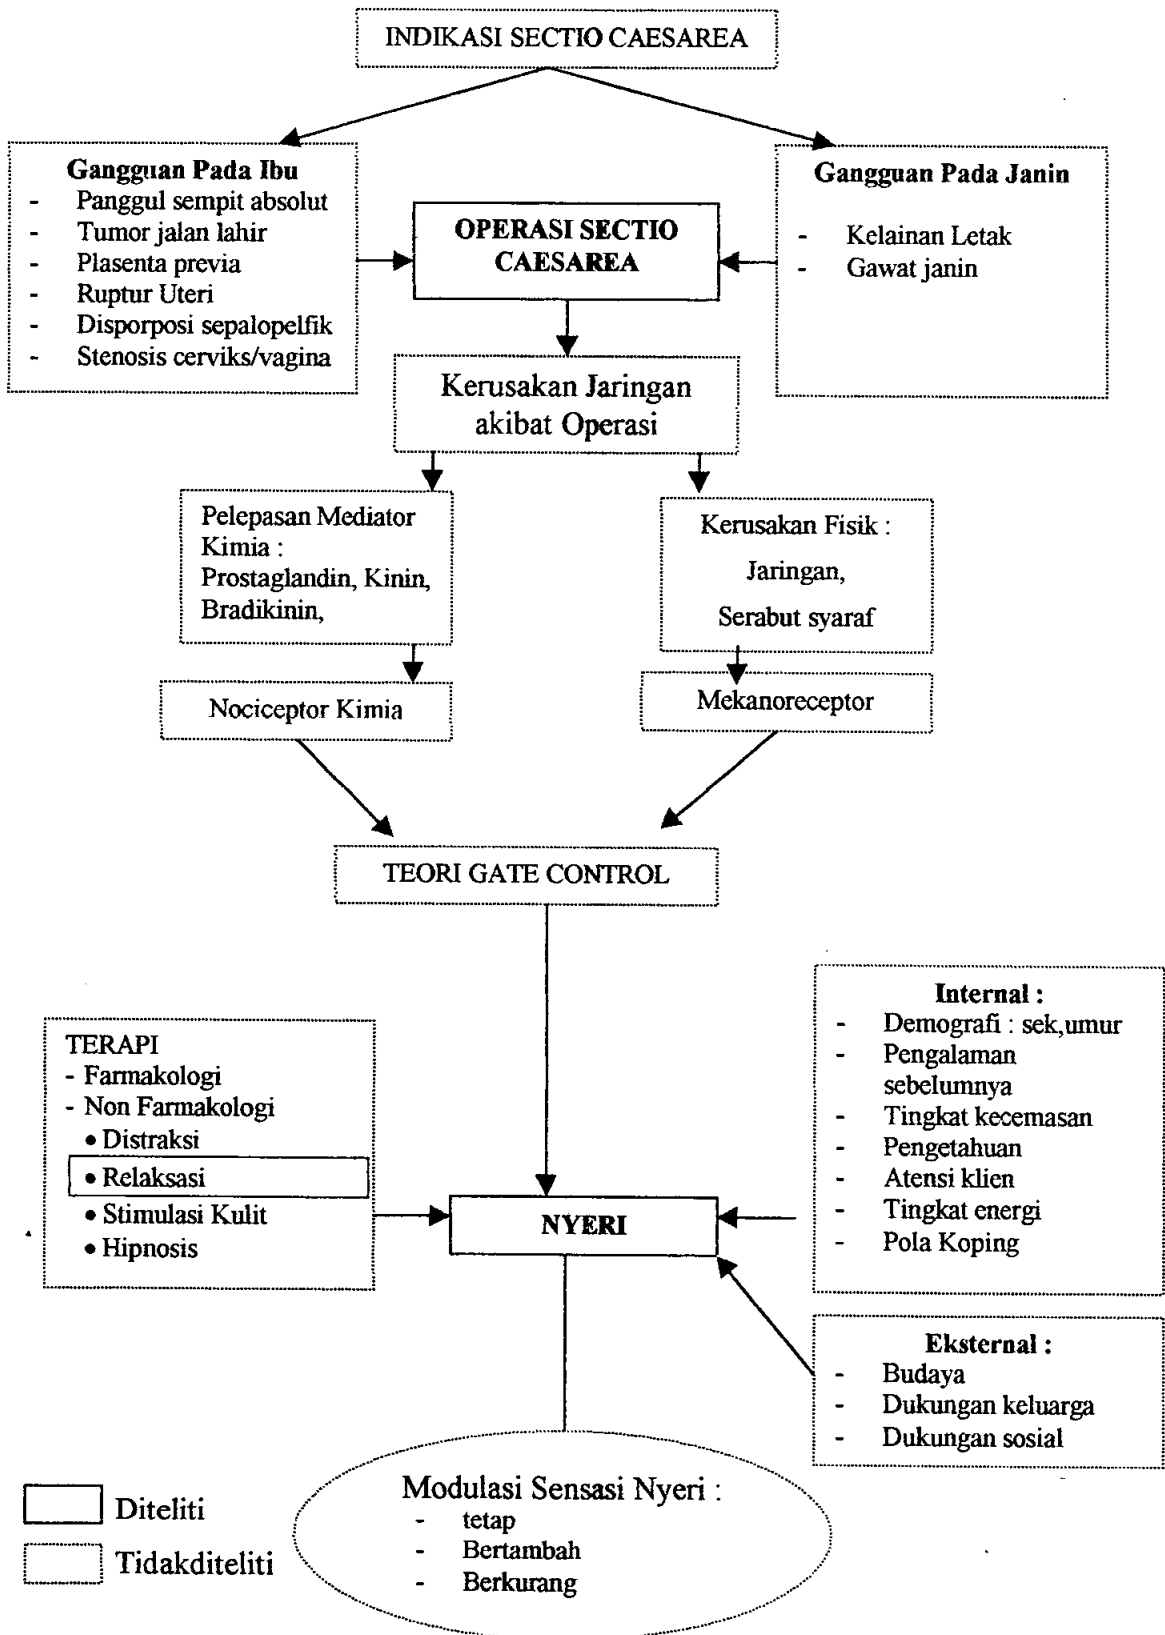 INDIKASI SECTIO CAESAREA
Gangguan Pada Ibu
- Panggul sempit absolut
- Tumor jalan lahir
- Plasenta previa
- Ruptur Uteri
- Disporposi sepalopelfik
- Stenosis cerviks/vagina
OPERASI SECTIO
CAESAREA
Gangguan Pada Janin
- Kelainan Letak
- Gawat janin
Kerusakan Jaringan
akibat Operasi
Pelepasan Mediator
Kimia :
Prostaglandin, Kinin,
Bradikinin,
Kerusakan Fisik :
Jaringan,
Serabut syaraf
Nociceptor Kimia
Mekanoreceptor
TEORI GATE CONTROL
TERAPI
- Farmakologi
- Non Farmakologi
• Distraksi
• Relaksasi
• Stimulasi Kulit
• Hipnosis
NYERI
Internal :
- Demografi : sek,umur
- Pengalaman
sebelumnya
- Tingkat kecemasan
- Pengetahuan
- Atensi klien
- Tingkat energi
- Pola Koping
Eksternal :
- Budaya
- Dukungan keluarga
- Dukungan sosial
Modulasi Sensasi Nyeri :
- tetap
- Bertambah
- Berkurang
Diteliti
Tidakditeliti